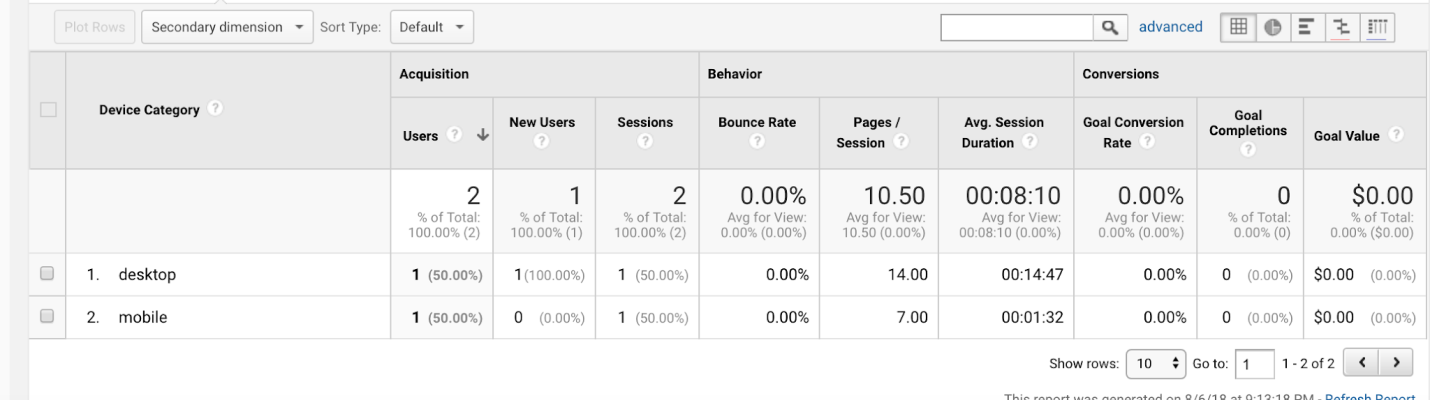 Plot Rows Secondary dimension Sort Type: Default advanced
Acquisition Behavior Conversions
Device Category ?
Users ? New Users ? Sessions ? Bounce Rate ? Pages / Session ? Avg. Session Duration ? Goal Conversion Rate ? Goal Completions ? Goal Value ?
2 1 2 0.00% 10.50 00:08:10 0.00% 0 $0.00
% of Total: % of Total: % of Total: Avg for View: Avg for View: Avg for View: Avg for View: % of Total: % of Total:
100.00% (2) 100.00% (1) 100.00% (2) 0.00% (0.00%) 10.50 (0.00%) 00:08:10 (0.00%) 0.00% (0.00%) 0.00% (0) 0.00% ($0.00)
1. desktop 1 (50.00%) 1 (100.00%) 1 (50.00%) 0.00% 14.00 00:14:47 0.00% 0 (0.00%) $0.00 (0.00%)
2. mobile 1 (50.00%) 0 (0.00%) 1 (50.00%) 0.00% 7.00 00:01:32 0.00% 0 (0.00%) $0.00 (0.00%)
Show rows: 10 Go to: 1 1 - 2 of 2
This report was generated on 8/6/18 at 9:13:18 PM - Refresh Report